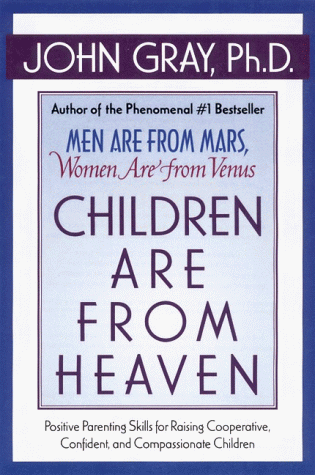 JOHN GRAY, Ph.D.
Author of the Phenomenal #1 Bestseller
MEN ARE FROM MARS,
Women Are from Venus
CHILDREN
ARE
FROM
HEAVEN
Positive Parenting Skills for Raising Cooperative,
Confident, and Compassionate Children